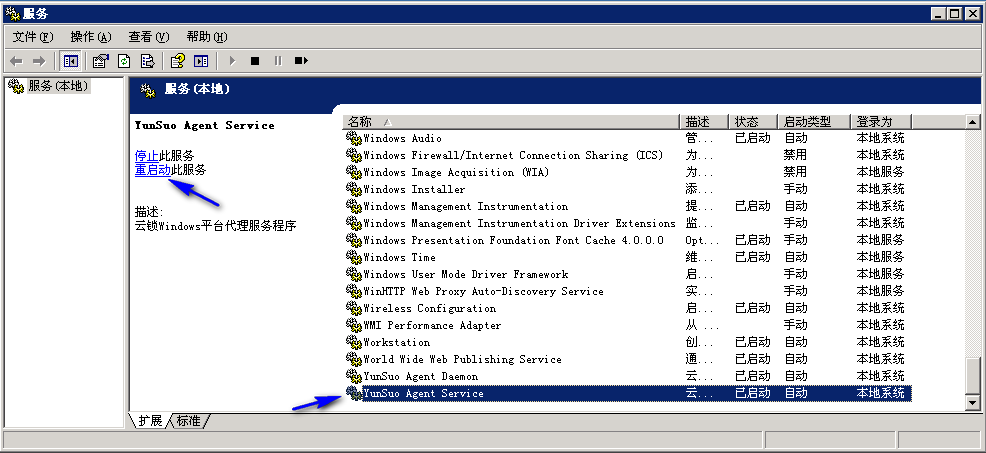 服务
文件(F) 操作(A) 查看(V) 帮助(H)
服务(本地)
服务(本地)
YunSuo Agent Service
停止此服务
重启动此服务
描述:
云锁Windows平台代理服务程序
名称 描述 状态 启动类型 登录为
Windows Audio 管... 已启动 自动 本地系统
Windows Firewall/Internet Connection Sharing (ICS) 为... 禁用 本地系统
Windows Image Acquisition (WIA) 为... 禁用 本地服务
Windows Installer 添... 手动 本地系统
Windows Management Instrumentation 提... 已启动 自动 本地系统
Windows Management Instrumentation Driver Extensions 监... 手动 本地系统
Windows Presentation Foundation Font Cache 4.0.0.0 Opt... 已启动 手动 本地服务
Windows Time 维... 已启动 自动 本地服务
Windows User Mode Driver Framework 启... 手动 本地系统
WinHTTP Web Proxy Auto-Discovery Service 实... 手动 本地服务
Wireless Configuration 启... 已启动 自动 本地系统
WMI Performance Adapter 从 ... 手动 本地系统
Workstation 创... 已启动 自动 本地系统
World Wide Web Publishing Service 通... 已启动 自动 本地系统
YunSuo Agent Daemon 云... 已启动 自动 本地系统
YunSuo Agent Service 云... 已启动 自动 本地系统
扩展 标准